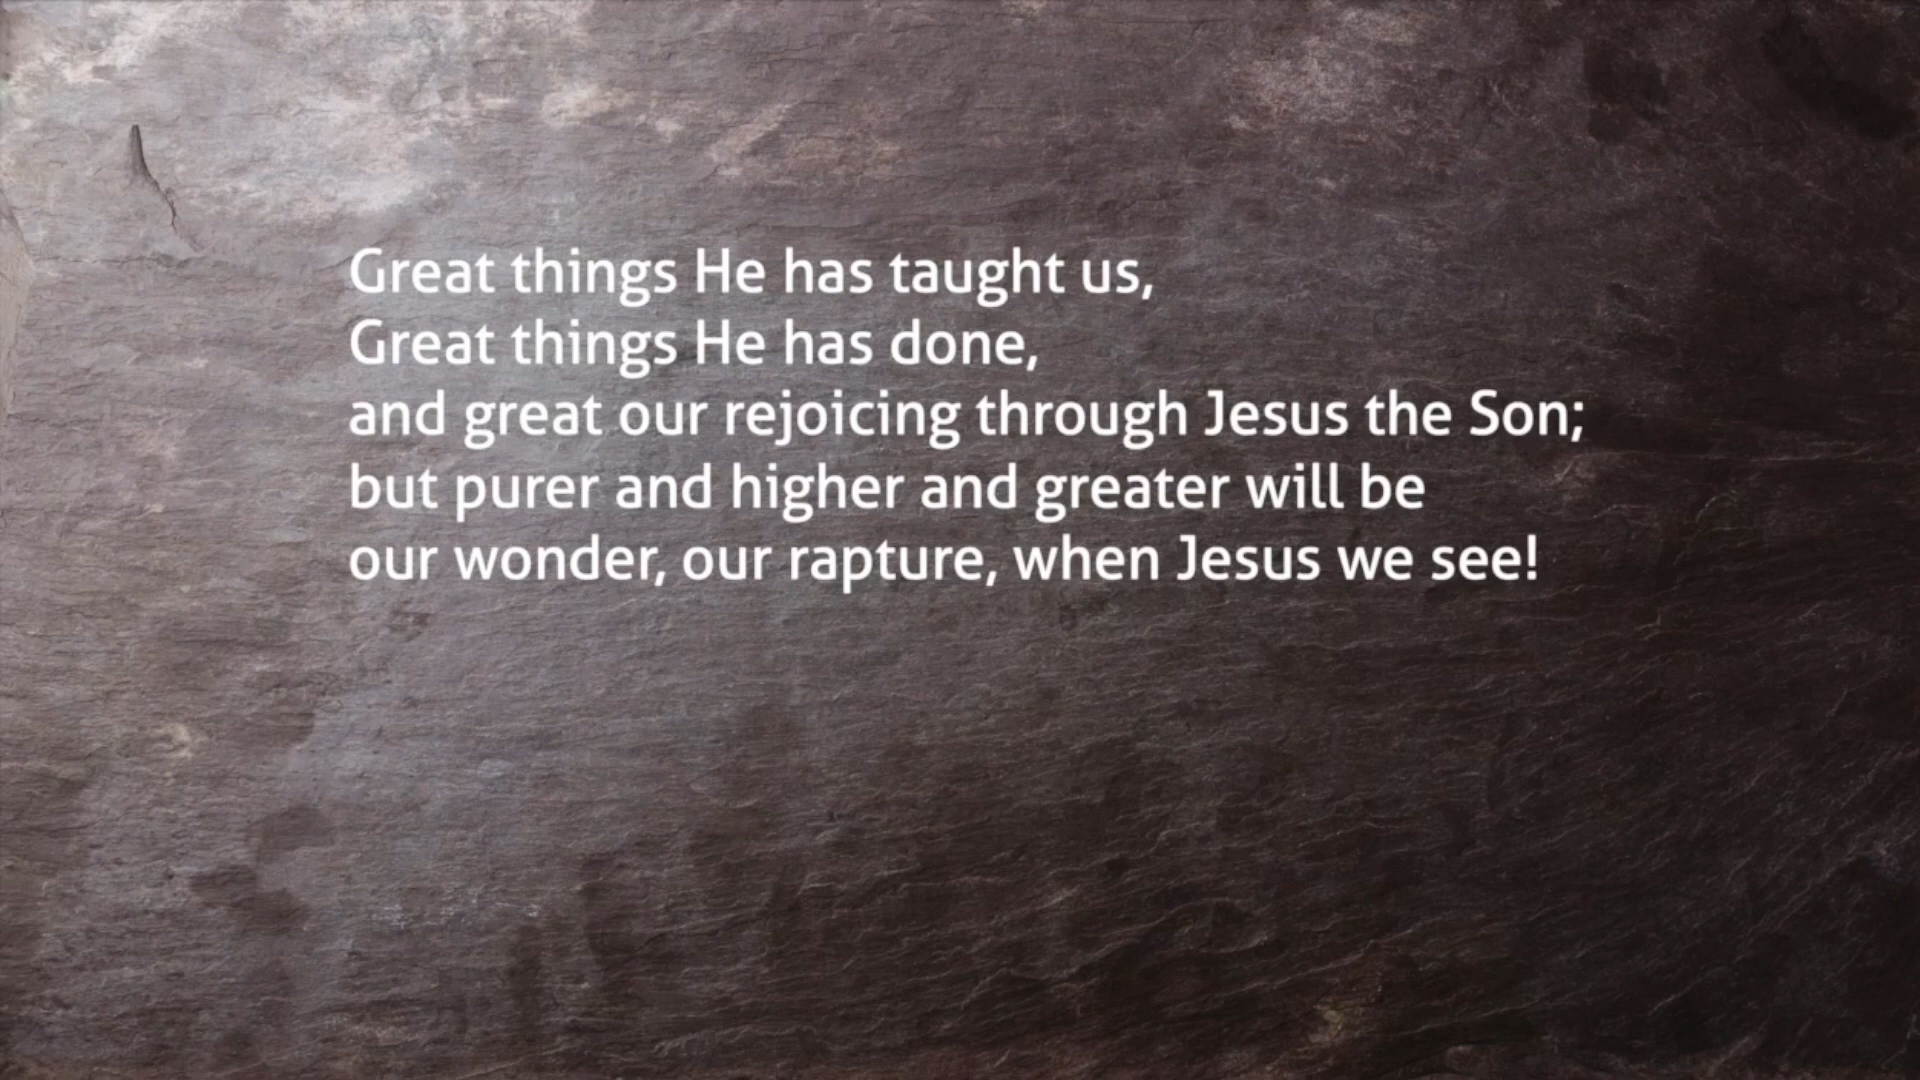 Great things He has taught us,
Great things He has done,
and great our rejoicing through Jesus the Son;
but purer and higher and greater will be
our wonder, our rapture, when Jesus we see!